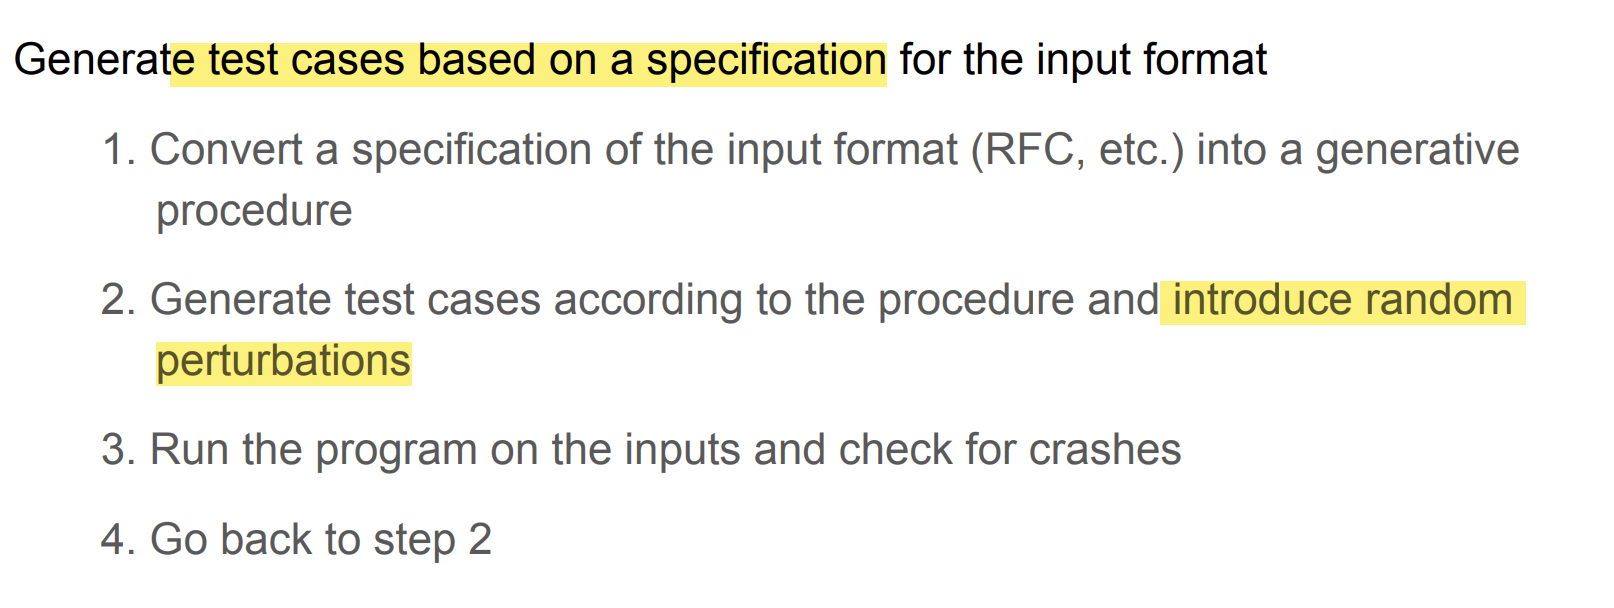 Generate test cases based on a specification for the input format
1. Convert a specification of the input format (RFC, etc.) into a generative
procedure
2. Generate test cases according to the procedure and introduce random
perturbations
3. Run the program on the inputs and check for crashes
4. Go back to step 2